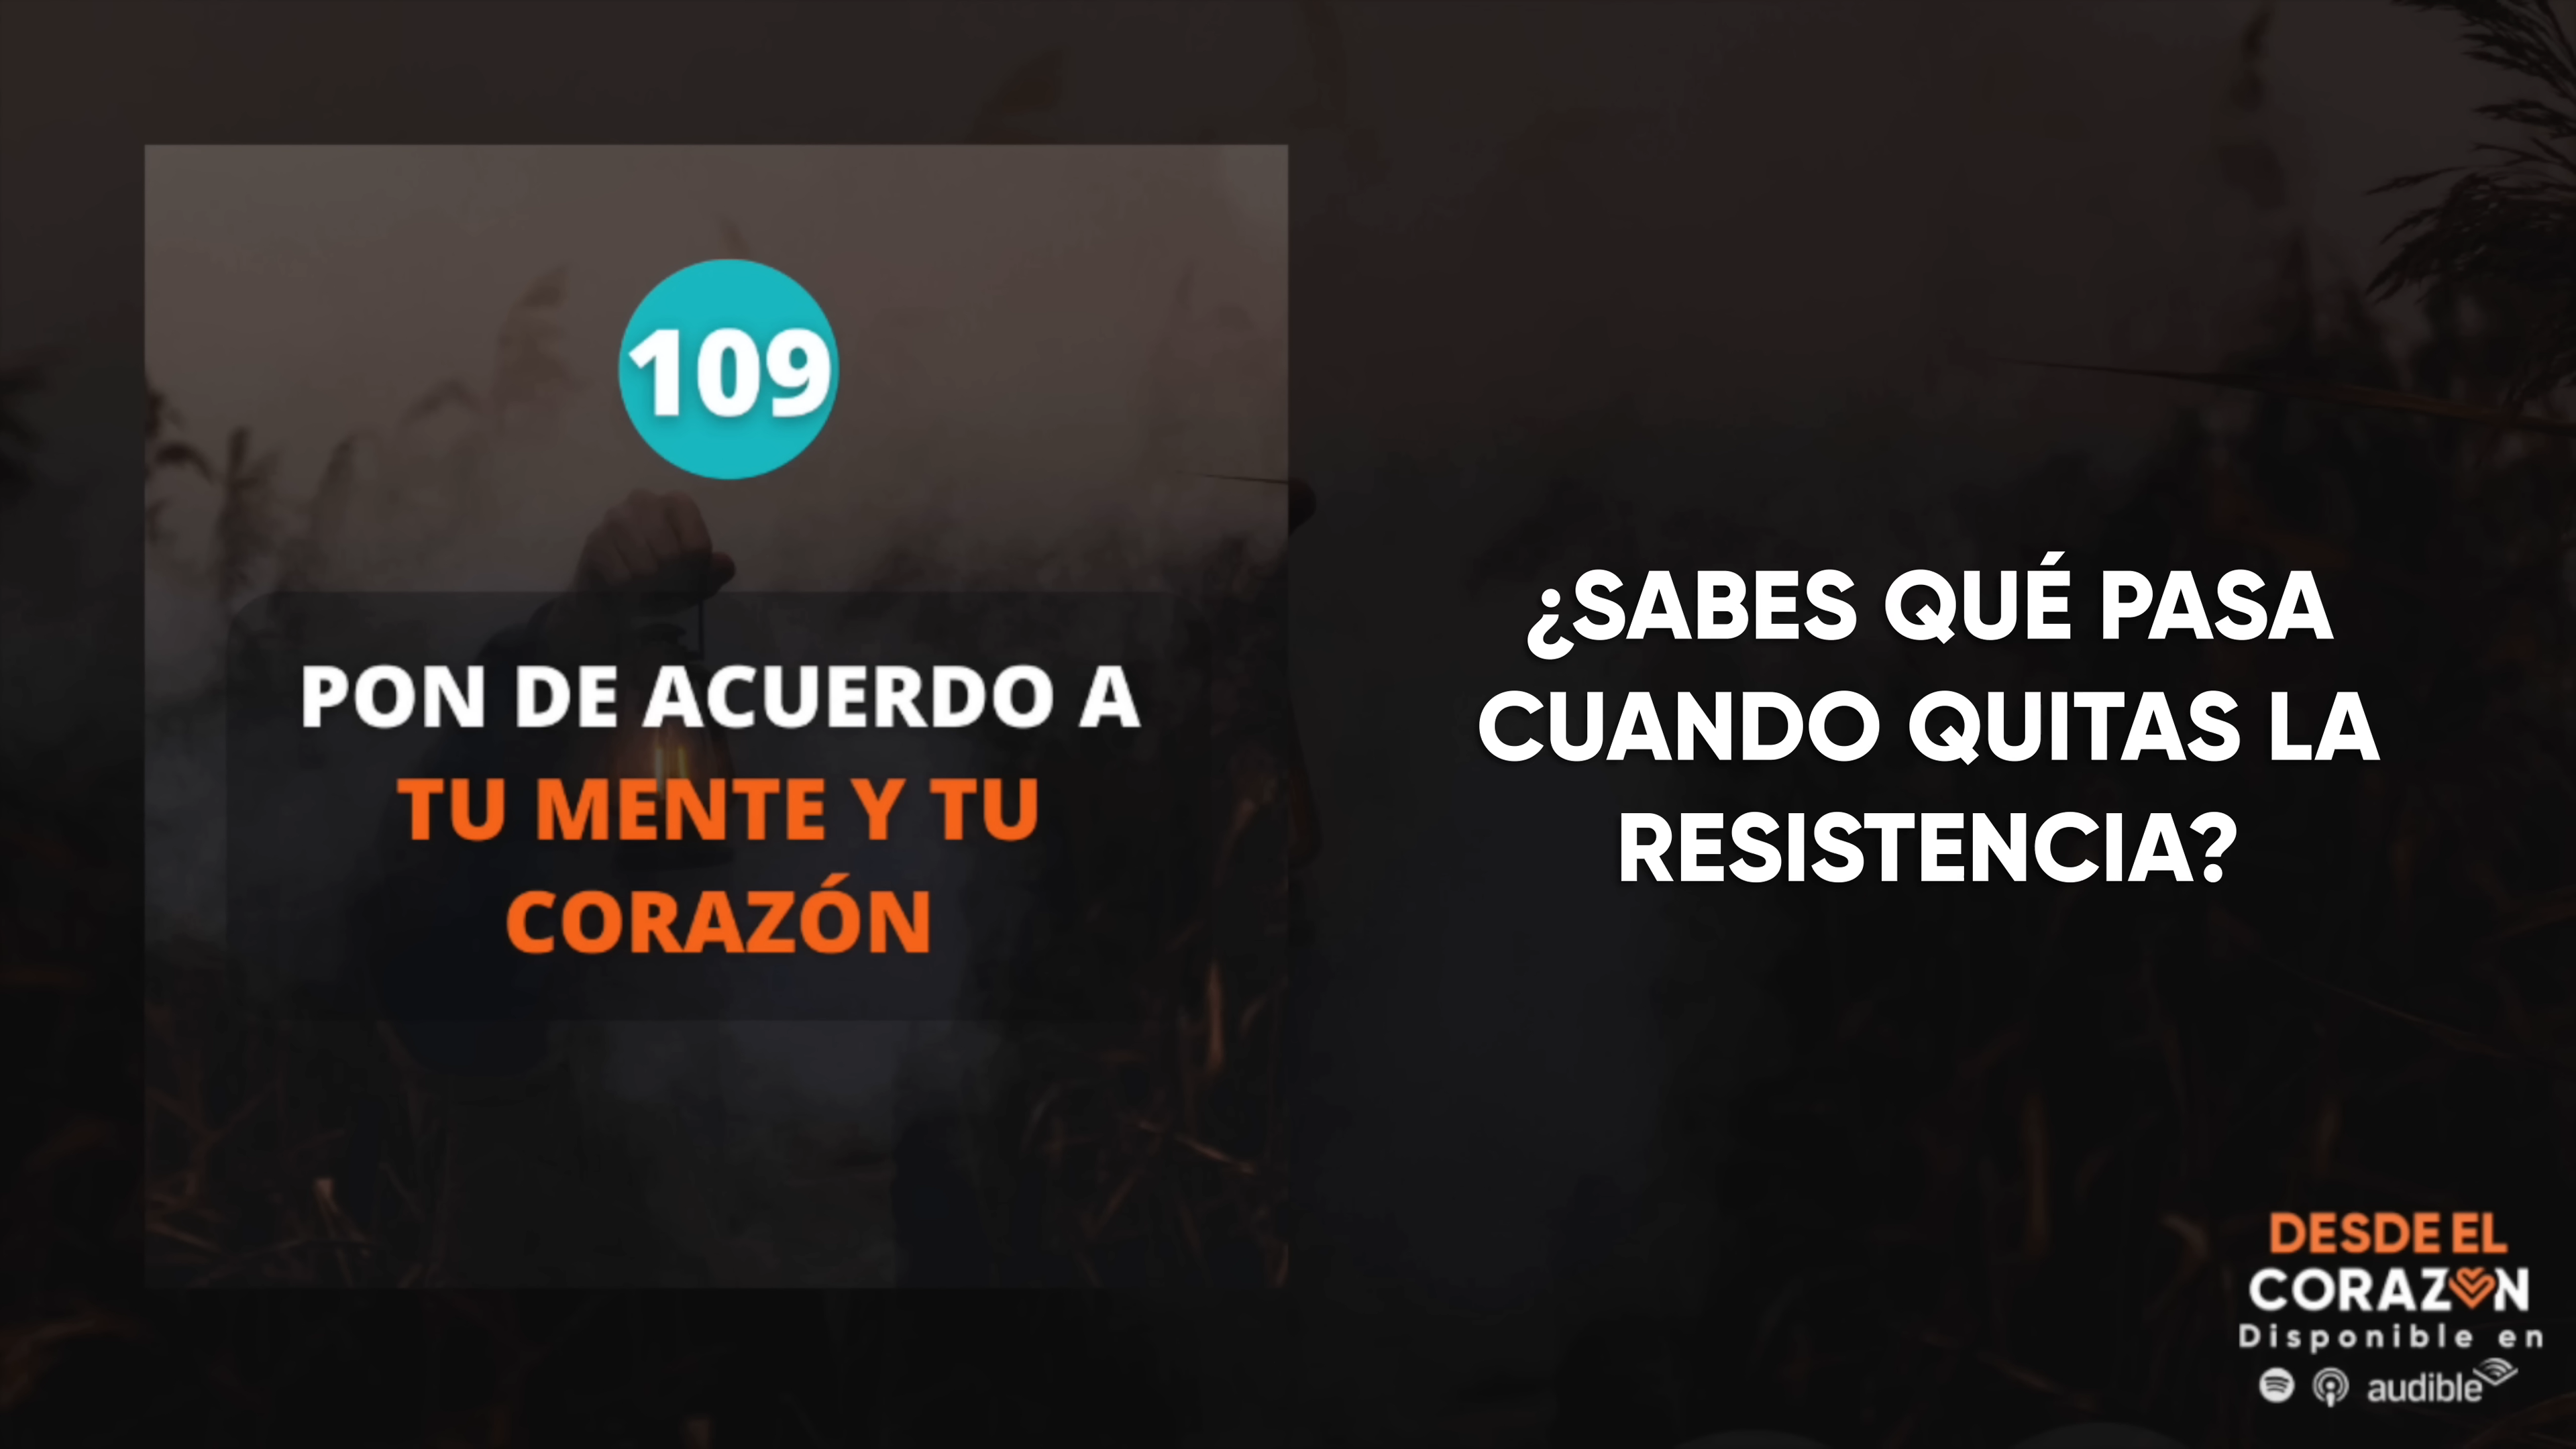 109
PON DE ACUERDO A
TU MENTE Y TU
CORAZÓN
¿SABES QUÉ PASA
CUANDO QUITAS LA
RESISTENCIA?
DESDE EL
CORAZÓN
Disponible en
audible